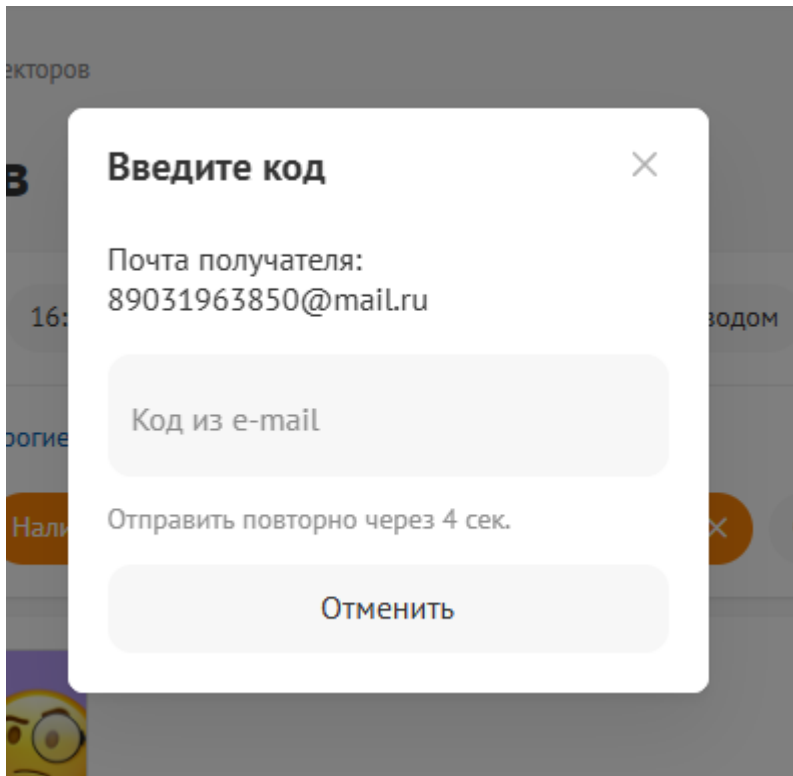 екторов
в
Введите код
Почта получателя:
89031963850@mail.ru
16:
водом
Код из e-mail
рогие
Отправить повторно через 4 сек.
Нали
Отменить